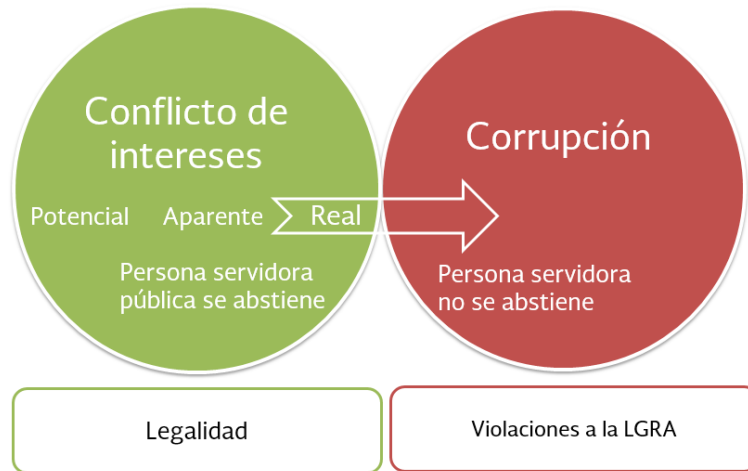 Conflicto de
intereses
Potencial Aparente Real
Persona servidora
pública se abstiene
Corrupción
Persona servidora
no se abstiene
Legalidad
Violaciones a la LGRA